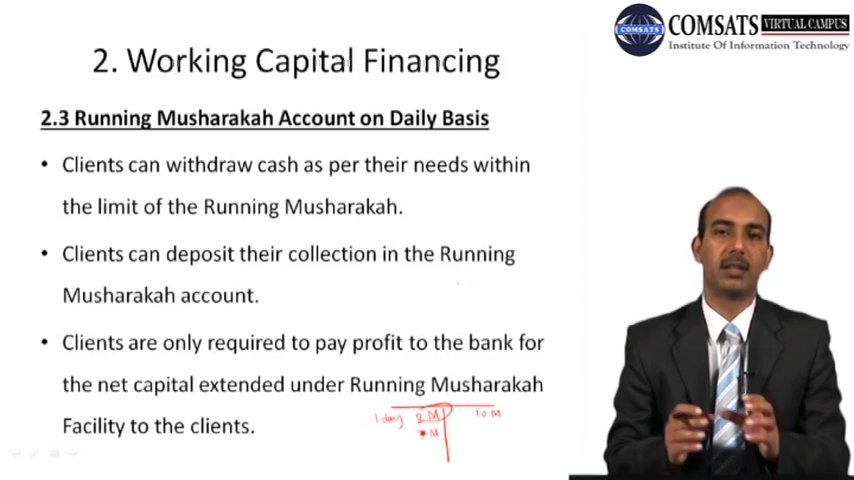 COMSATS VIRTUAL CAMPUS
COMSATS
Institute Of Information Technology
2. Working Capital Financing
2.3 Running Musharakah Account on Daily Basis
• Clients can withdraw cash as per their needs within
the limit of the Running Musharakah.
• Clients can deposit their collection in the Running
Musharakah account.
• Clients are only required to pay profit to the bank for
the net capital extended under Running Musharakah
Facility to the clients.
1 day 2 M 10 M
M